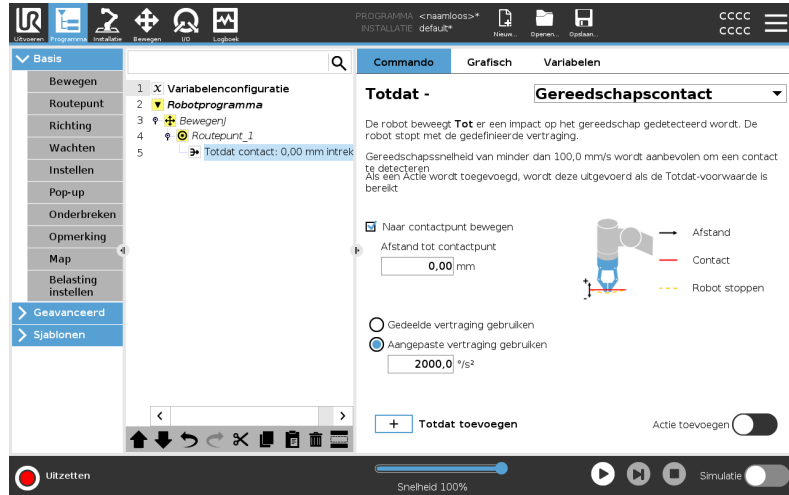 PROGRAMMA <naamloos>*
INSTALLATIE default*
Uitvoeren Programma Installatie Bewegen I/O Logboek
Nieuw... Openen... Opslaan...
cccc
cccc
Basis
Bewegen
Routepunt
Richting
Wachten
Instellen
Pop-up
Onderbreken
Opmerking
Map
Belasting
instellen
Geavanceerd
Sjablonen
1 X Variabelenconfiguratie
2 Robotprogramma
3 BewegenJ
4 Routepunt_1
5 Totdat contact: 0,00 mm intrek
Commando Grafisch Variabelen
Totdat - Gereedschapscontact
De robot beweegt Tot er een impact op het gereedschap gedetecteerd wordt. De
robot stopt met de gedefinieerde vertraging.
Gereedschapssnelheid van minder dan 100,0 mm/s wordt aanbevolen om een contact
te detecteren
Als een Actie wordt toegevoegd, wordt deze uitgevoerd als de Totdat-voorwaarde is
bereikt
Naar contactpunt bewegen
Afstand tot contactpunt
0,00 mm
Afstand
Contact
Robot stoppen
Gedeelde vertraging gebruiken
Aangepaste vertraging gebruiken
2000,0 °/s²
+ Totdat toevoegen
Actie toevoegen
Uitzetten
Snelheid 100%
Simulatie